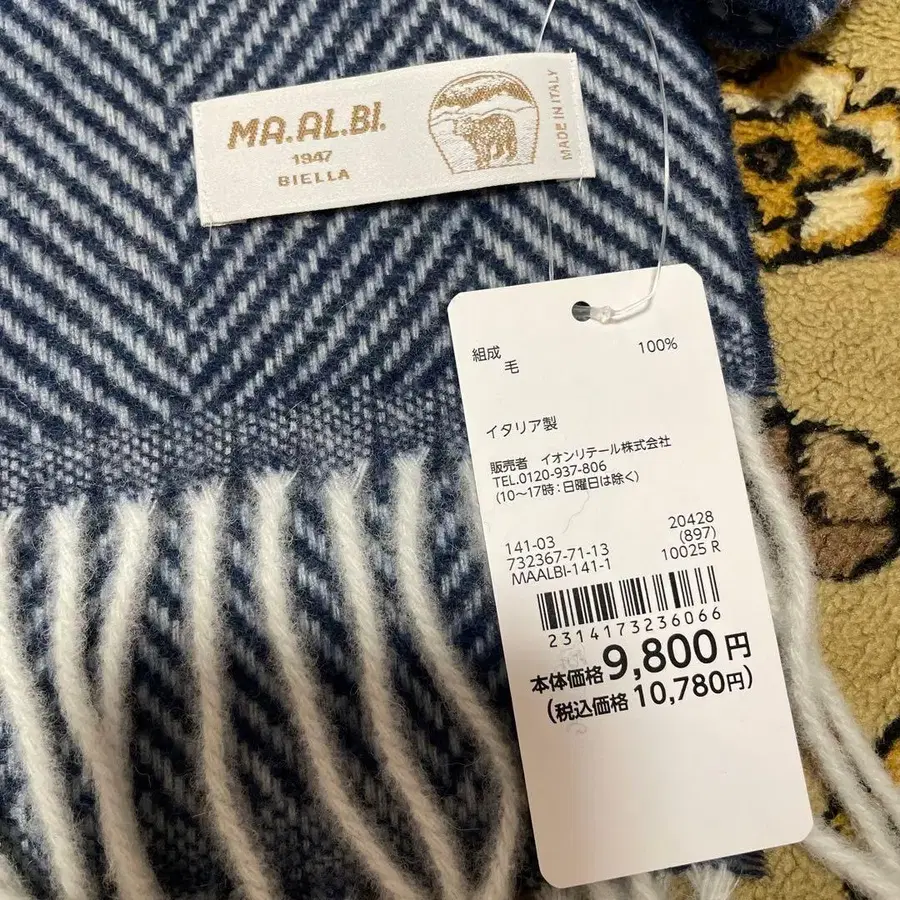 MA.AL.BI.
1947
BIELLA
MADE IN ITALY
組成
毛 100%
イタリア製
販売者 イオンリテール株式会社
TEL.0120-937-806
(10～17時:日曜日は除く)
141-03 20428
732367-71-13 (897)
MAALBI-141-1 10025 R
2314173236066
本体価格 9,800円
(税込価格 10,780円)